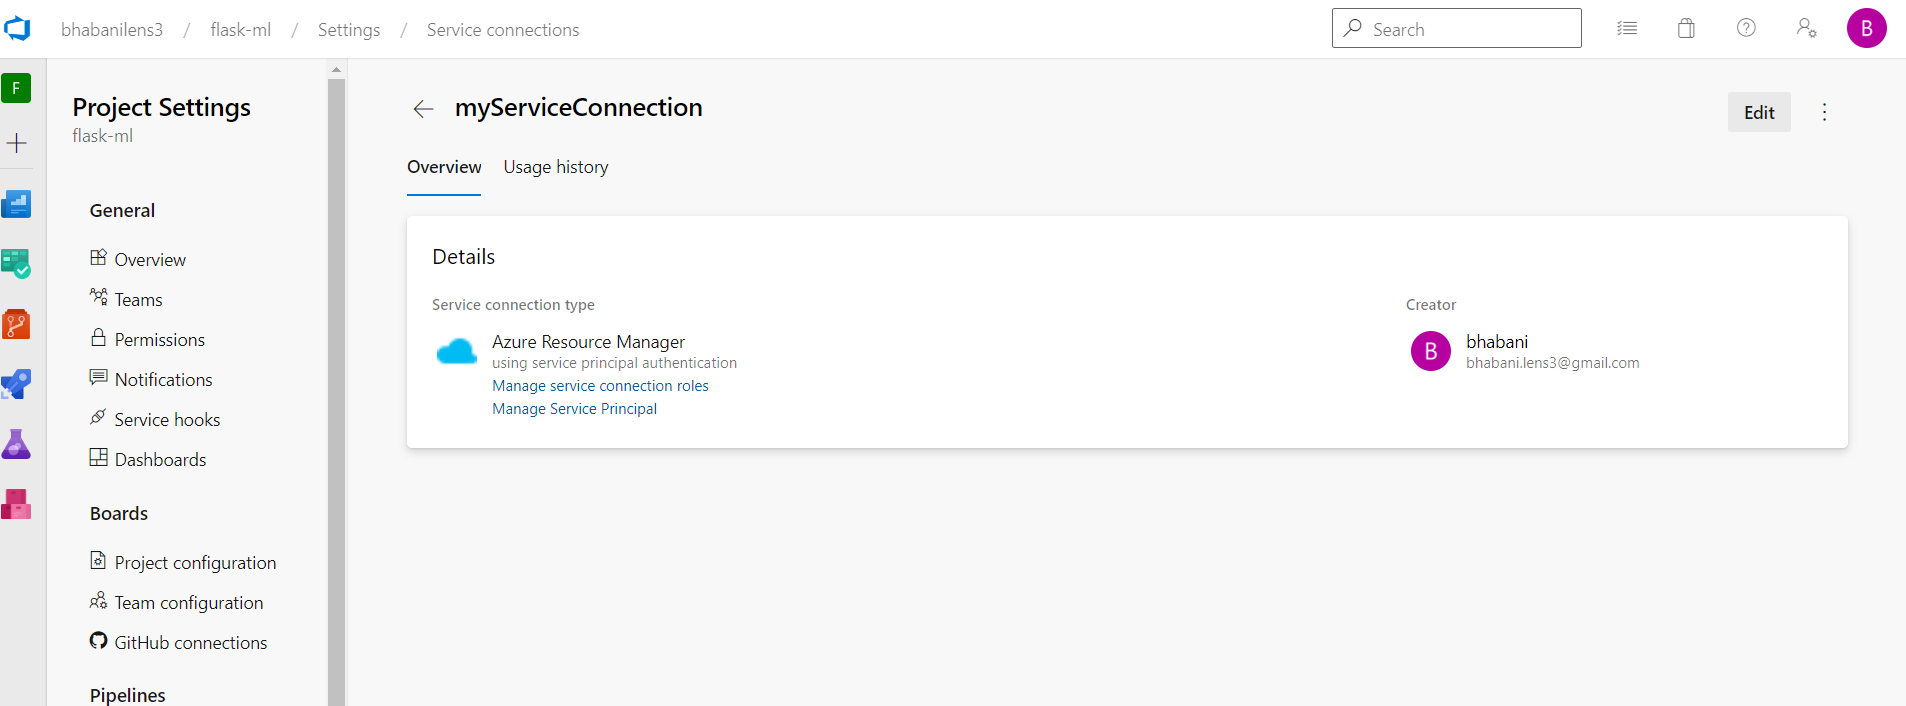 bhabanilens3 / flask-ml / Settings / Service connections
Search
B
F
Project Settings
flask-ml
General
Overview
Teams
Permissions
Notifications
Service hooks
Dashboards
Boards
Project configuration
Team configuration
GitHub connections
Pipelines
myServiceConnection
Edit
Overview Usage history
Details
Service connection type
Azure Resource Manager
using service principal authentication
Manage service connection roles
Manage Service Principal
Creator
B
bhabani
bhabani.lens3@gmail.com